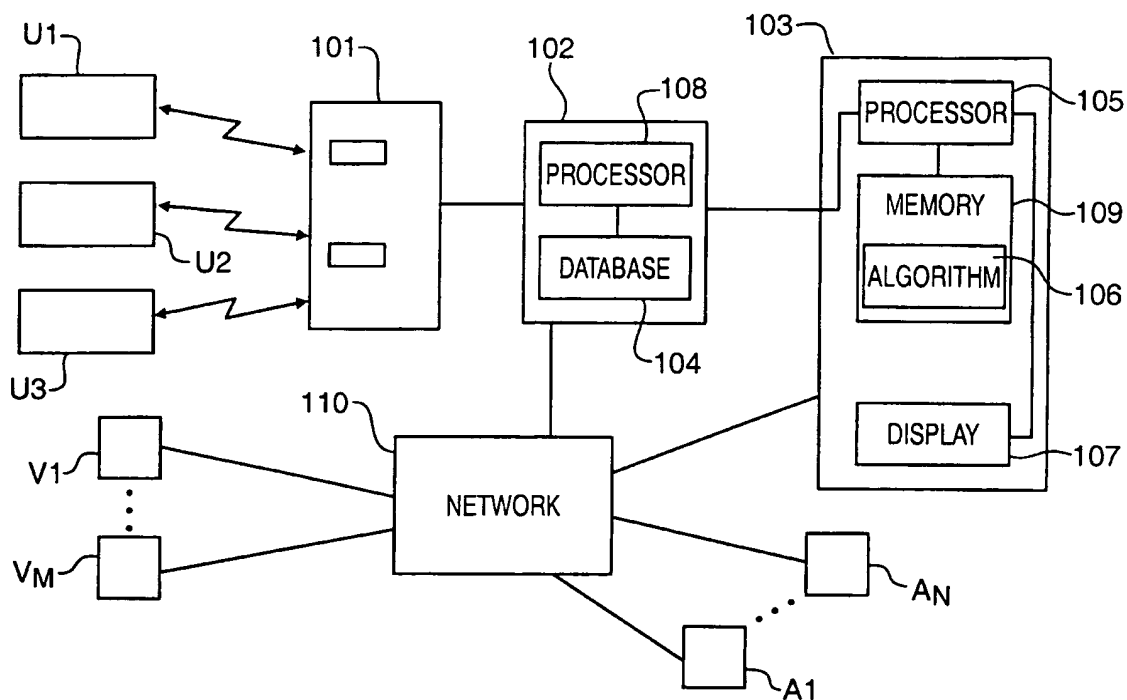 U1
101
102
103
108
105
PROCESSOR
PROCESSOR
MEMORY
109
U2
DATABASE
ALGORITHM
106
U3
104
110
DISPLAY
107
V1
NETWORK
VM
AN
A1